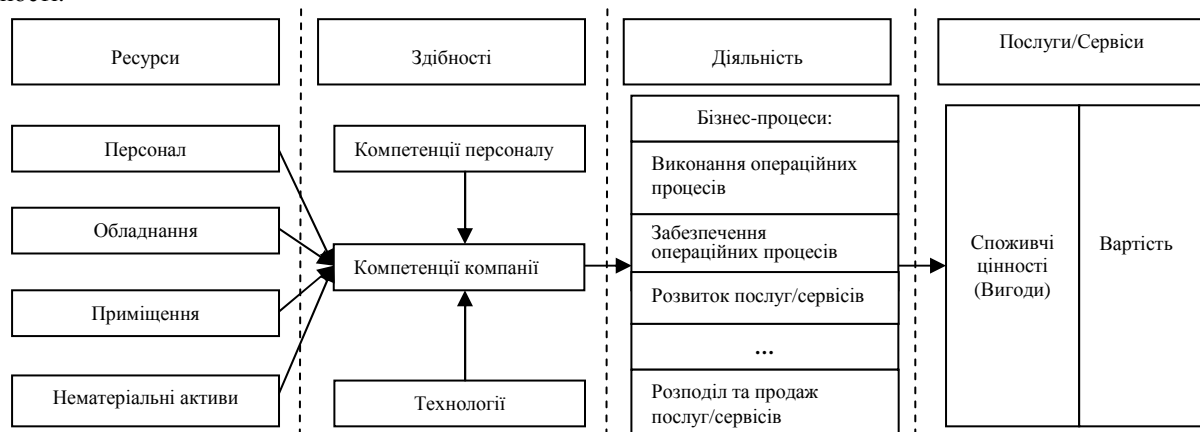 ності.
Ресурси
Здібності
Діяльність
Послуги/Сервіси
Персонал
Обладнання
Приміщення
Нематеріальні активи
Компетенції персоналу
Компетенції компанії
Технології
Бізнес-процеси:
Виконання операційних
процесів
Забезпечення
операційних процесів
Розвиток послуг/сервісів
...
Розподіл та продаж
послуг/сервісів
Споживчі
цінності
(Вигоди)
Вартість